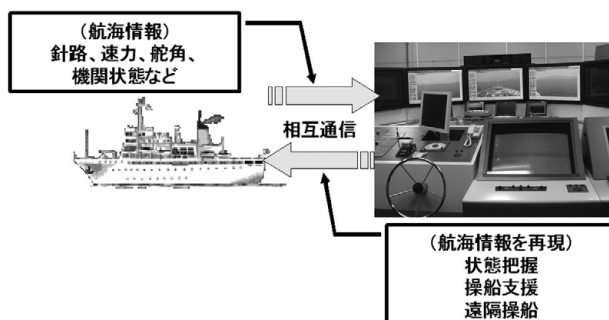 (航海情報)
針路、速力、舵角、
機関状態など
相互通信
(航海情報を再現)
状態把握
操船支援
遠隔操船